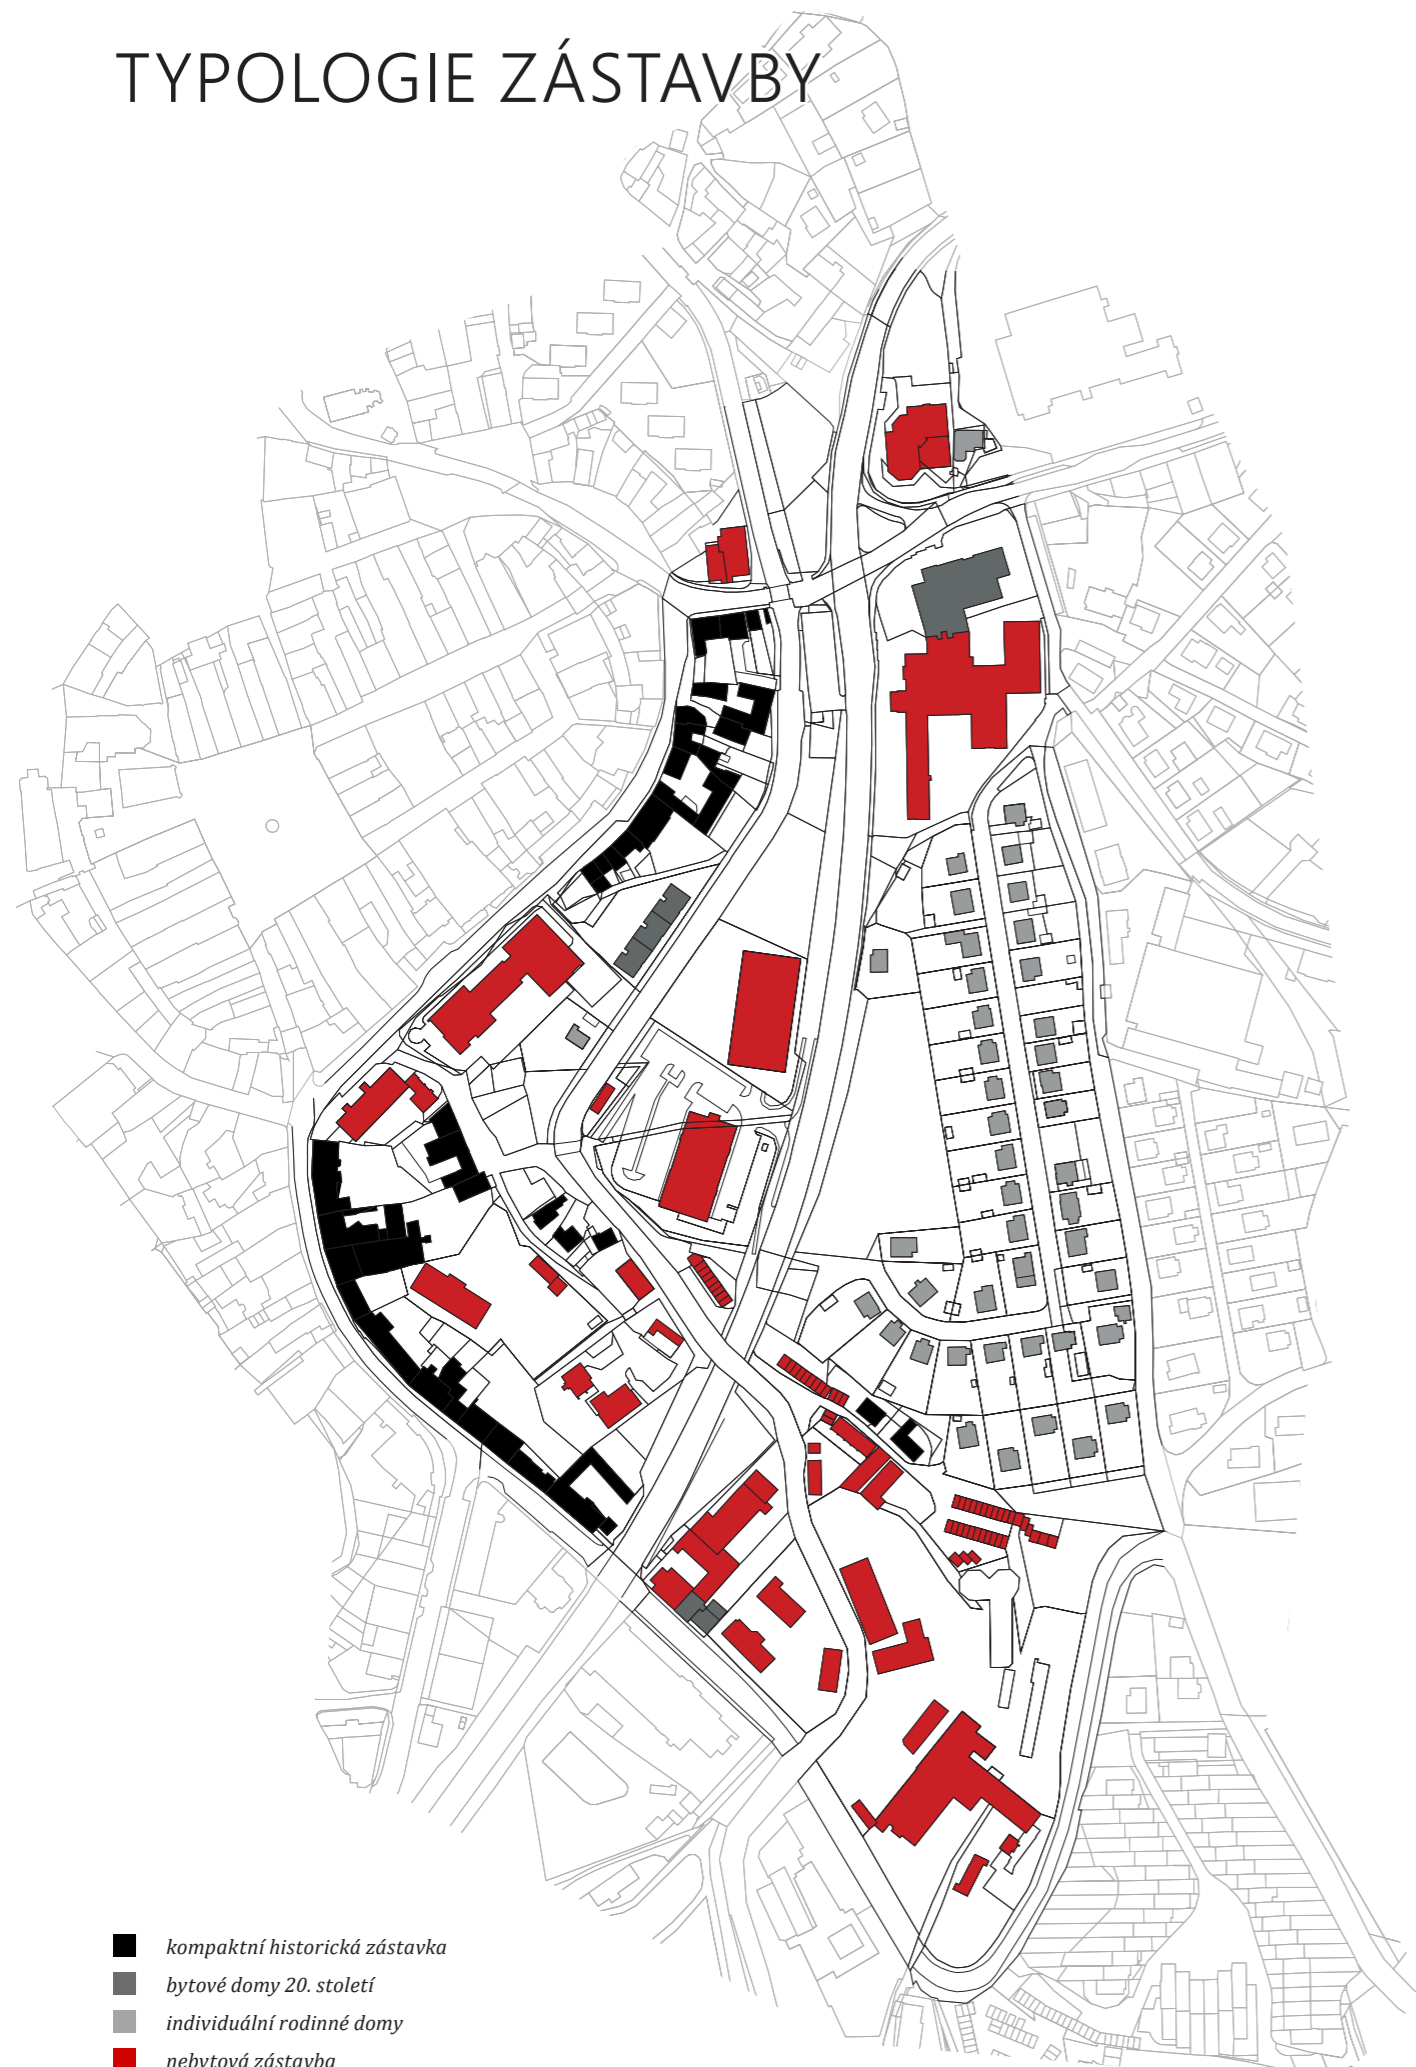 TYPOLOGIE ZÁSTAVBY
kompaktní historická zástavka
bytové domy 20. století
individuální rodinné domy
nebytová zástavba